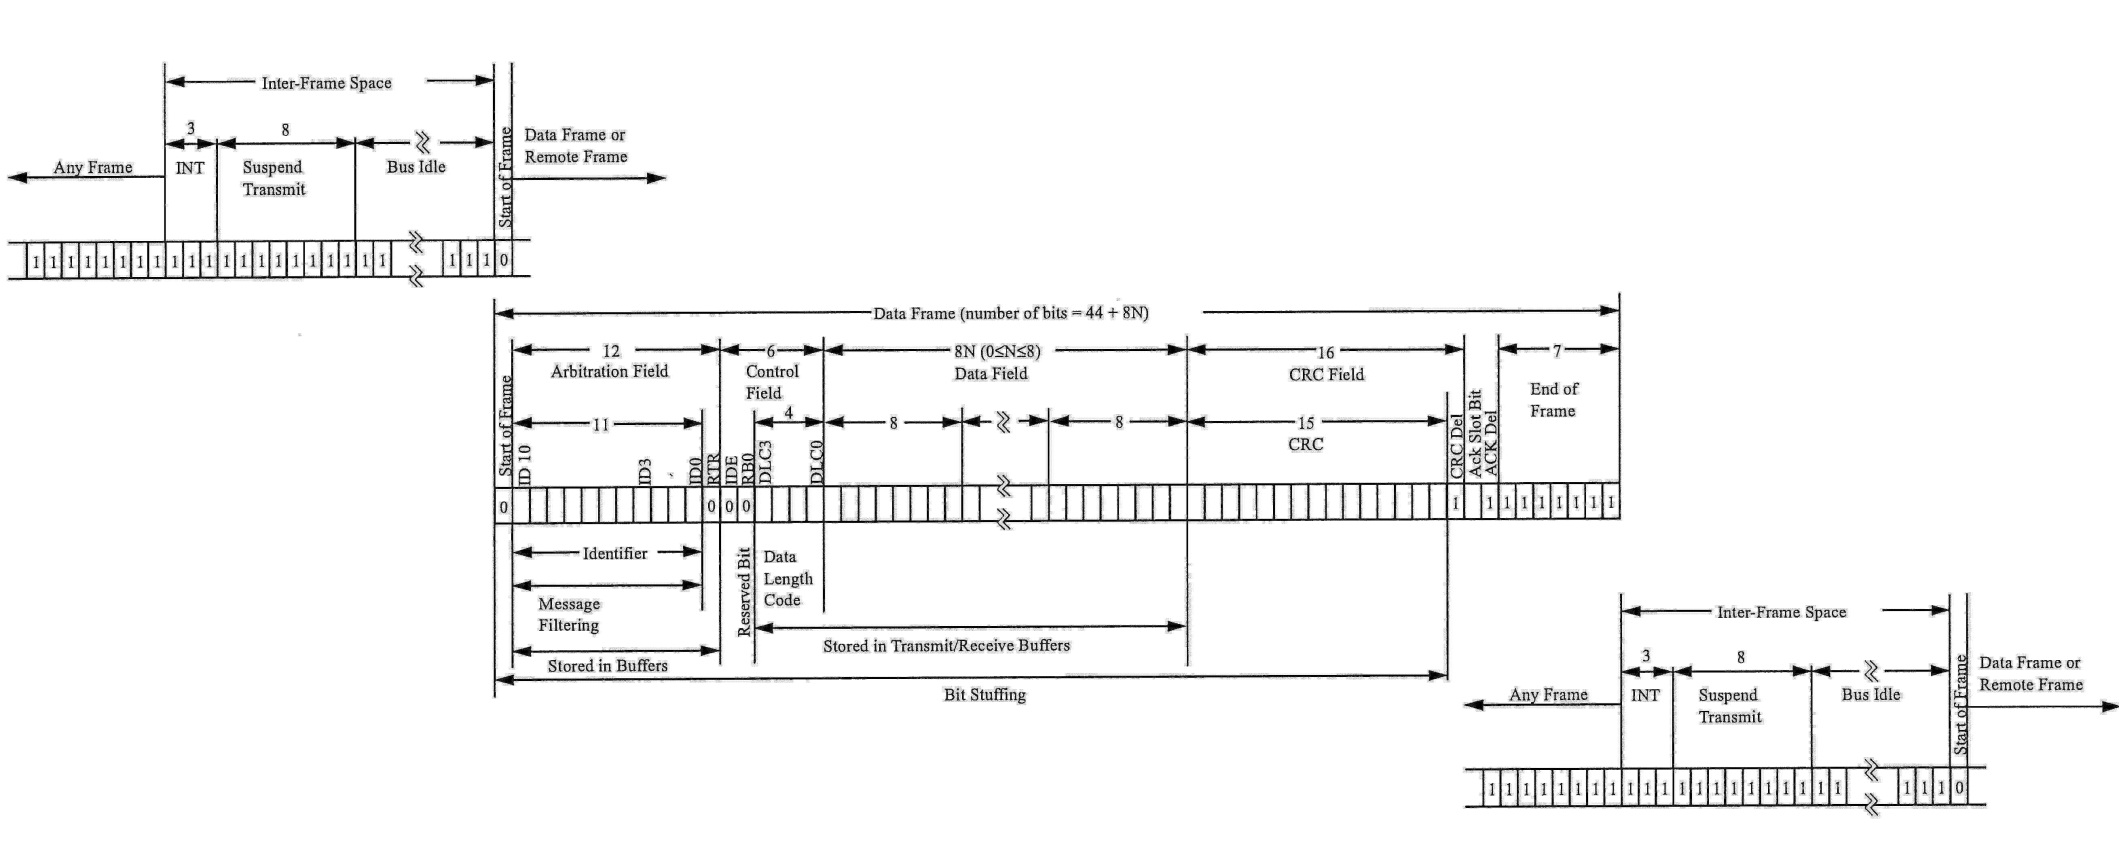 Inter-Frame Space
3
8
Start of Frame
Data Frame or
Remote Frame
Any Frame
INT
Suspend
Transmit
Bus Idle
1 1 1 1 1 1 1 1 1 1 1 1 1 1 1 1 1 1 1 1 1 1 1 1 0
Data Frame (number of bits = 44 + 8N)
12
Arbitration Field
6
Control
Field
8N (0≤N≤8)
Data Field
16
CRC Field
7
End of
Frame
Start of Frame
11
4
8
8
15
CRC
ID 10
ID3
ID0
RTR
IDE
RB0
DLC3
DLC0
CRC Del
Ack Slot Bit
ACK Del
0 0 0 0 1 1 1 1 1 1 1 1 1
Identifier
Message
Filtering
Stored in Buffers
Reserved Bit
Data
Length
Code
Stored in Transmit/Receive Buffers
Bit Stuffing
Inter-Frame Space
3
8
Start of Frame
Data Frame or
Remote Frame
Any Frame
INT
Suspend
Transmit
Bus Idle
1 1 1 1 1 1 1 1 1 1 1 1 1 1 1 1 1 1 1 1 1 1 1 1 0